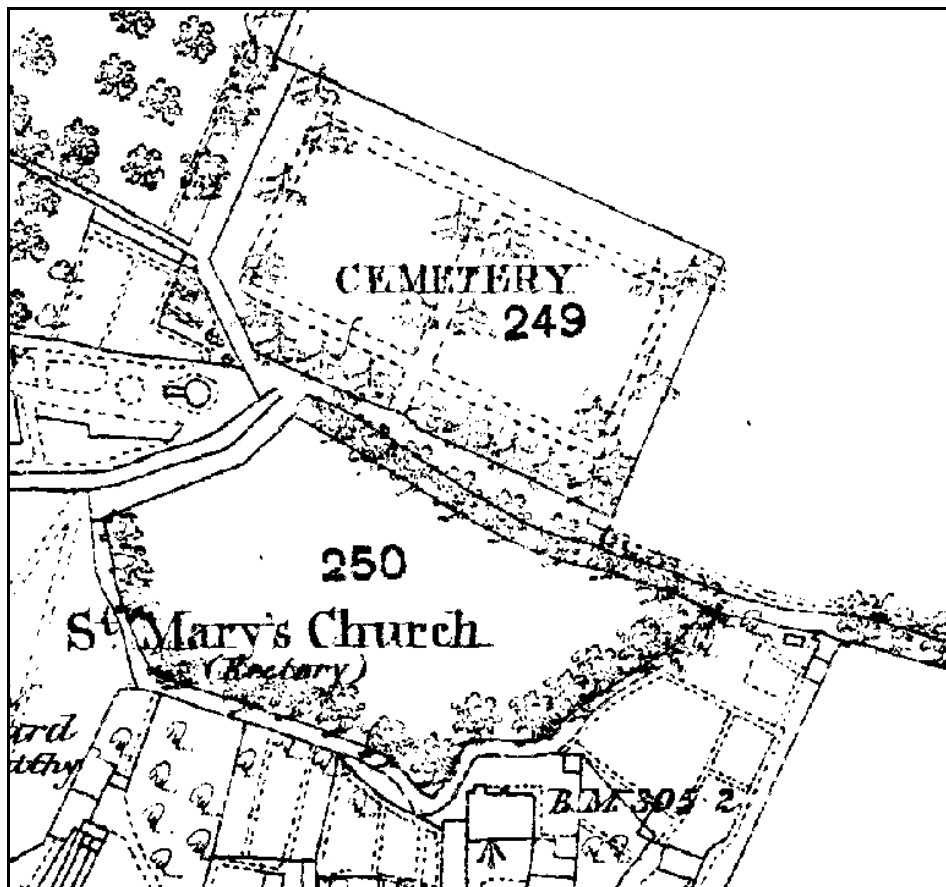 CEMETERY
249
250
St Mary's Church
(Rectory)
B.M. 305.2